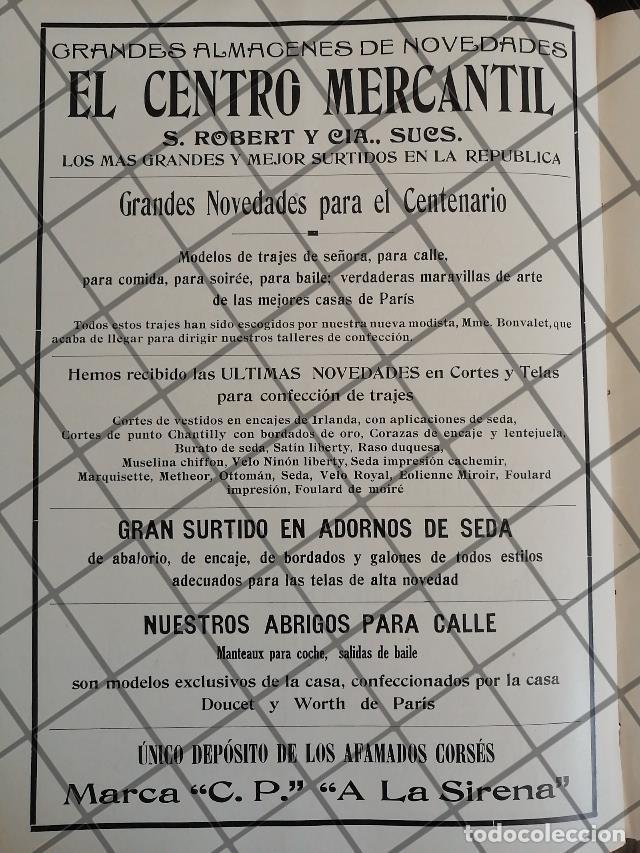 GRANDES ALMACENES DE NOVEDADES
EL CENTRO MERCANTIL
S. ROBERT Y CIA., SUCS.
LOS MAS GRANDES Y MEJOR SURTIDOS EN LA REPUBLICA
Grandes Novedades para el Centenario
Modelos de trajes de señora, para calle,
para comida, para soirée, para baile; verdaderas maravillas de arte
de las mejores casas de París
Todos estos trajes han sido escogidos por nuestra nueva modista, Mme. Bonvalet, que
acaba de llegar para dirigir nuestros talleres de confección.
Hemos recibido las ULTIMAS NOVEDADES en Cortes y Telas
para confección de trajes
Cortes de vestidos en encajes de Irlanda, con aplicaciones de seda,
Cortes de punto Chantilly con bordados de oro, Corazas de encaje y lentejuela,
Burato de seda, Satin liberty, Raso duquesa,
Muselina chiffon, Velo Ninón liberty, Seda impresión cachemir,
Marquisette, Metheor, Ottomán, Seda, Velo Royal, Eolienne Miroir, Foulard
impresión, Foulard de moiré
GRAN SURTIDO EN ADORNOS DE SEDA
de abalorio, de encaje, de bordados y galones de todos estilos
adecuados para las telas de alta novedad
NUESTROS ABRIGOS PARA CALLE
Manteaux para coche, salidas de baile
son modelos exclusivos de la casa, confeccionados por la casa
Doucet y Worth de París
ÚNICO DEPÓSITO DE LOS AFAMADOS CORSÉS
Marca "C. P." "A La Sirena"
todocoleccion